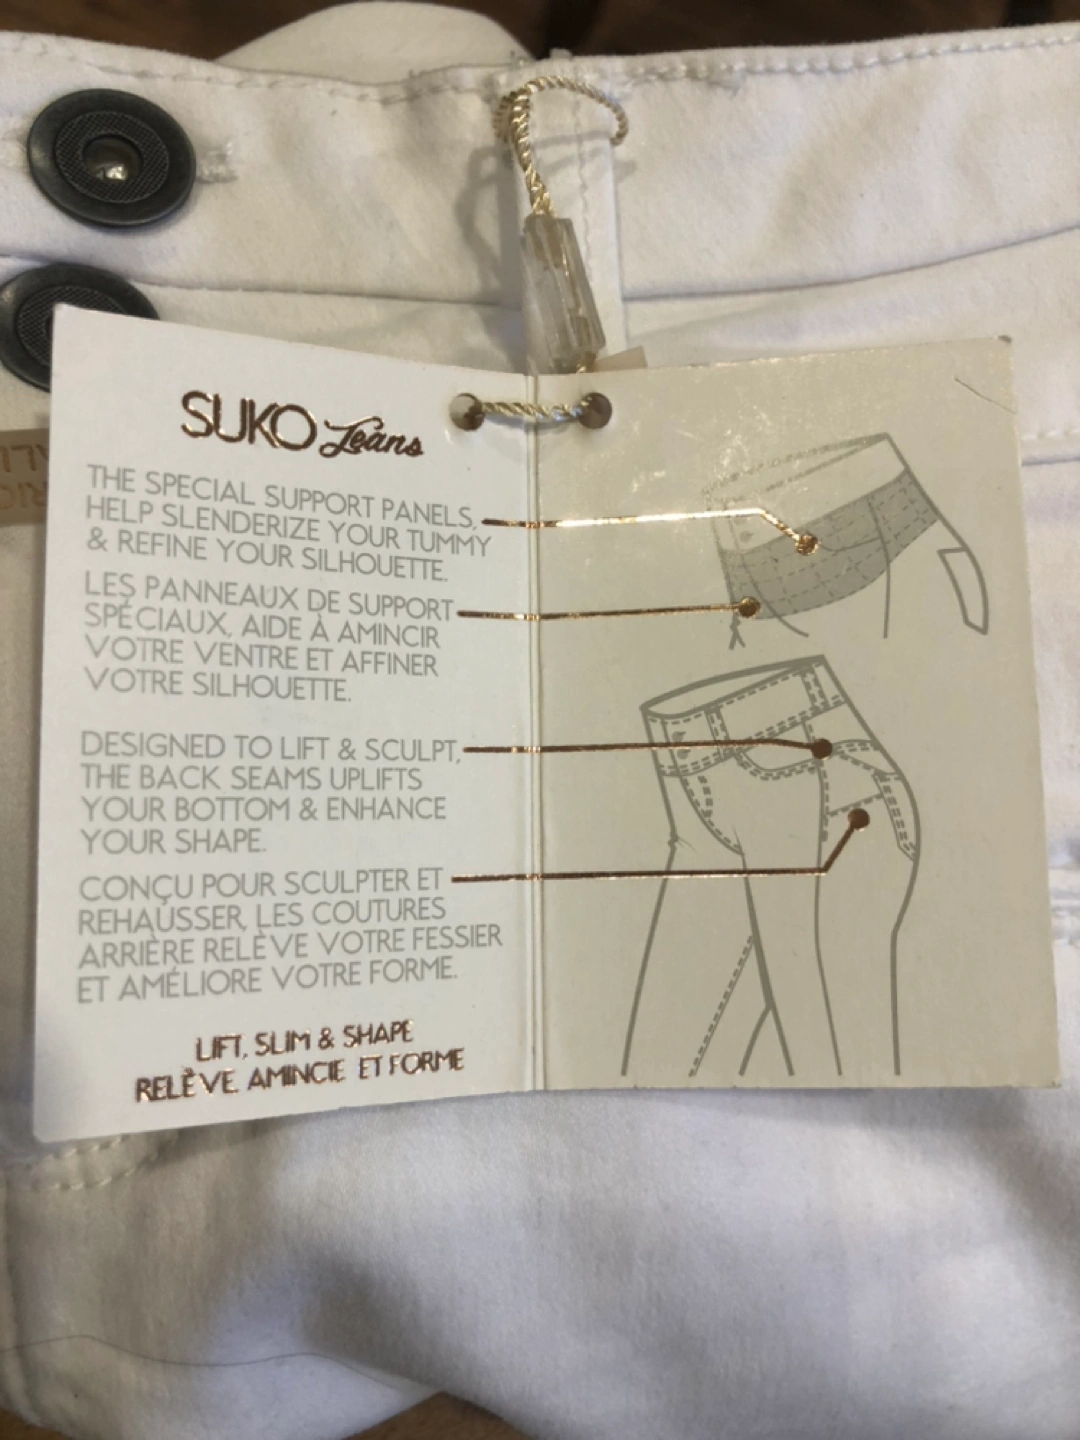 SUKO Jeans
THE SPECIAL SUPPORT PANELS,
HELP SLENDERIZE YOUR TUMMY
& REFINE YOUR SILHOUETTE.
LES PANNEAUX DE SUPPORT
SPÉCIAUX, AIDE À AMINCIR
VOTRE VENTRE ET AFFINER
VOTRE SILHOUETTE.
DESIGNED TO LIFT & SCULPT,
THE BACK SEAMS UPLIFTS
YOUR BOTTOM & ENHANCE
YOUR SHAPE.
CONÇU POUR SCULPTER ET
REHAUSSER, LES COUTURES
ARRIÈRE RELÈVE VOTRE FESSIER
ET AMÉLIORE VOTRE FORME.
LIFT, SLIM & SHAPE
RELÈVE, AMINCIE ET FORME